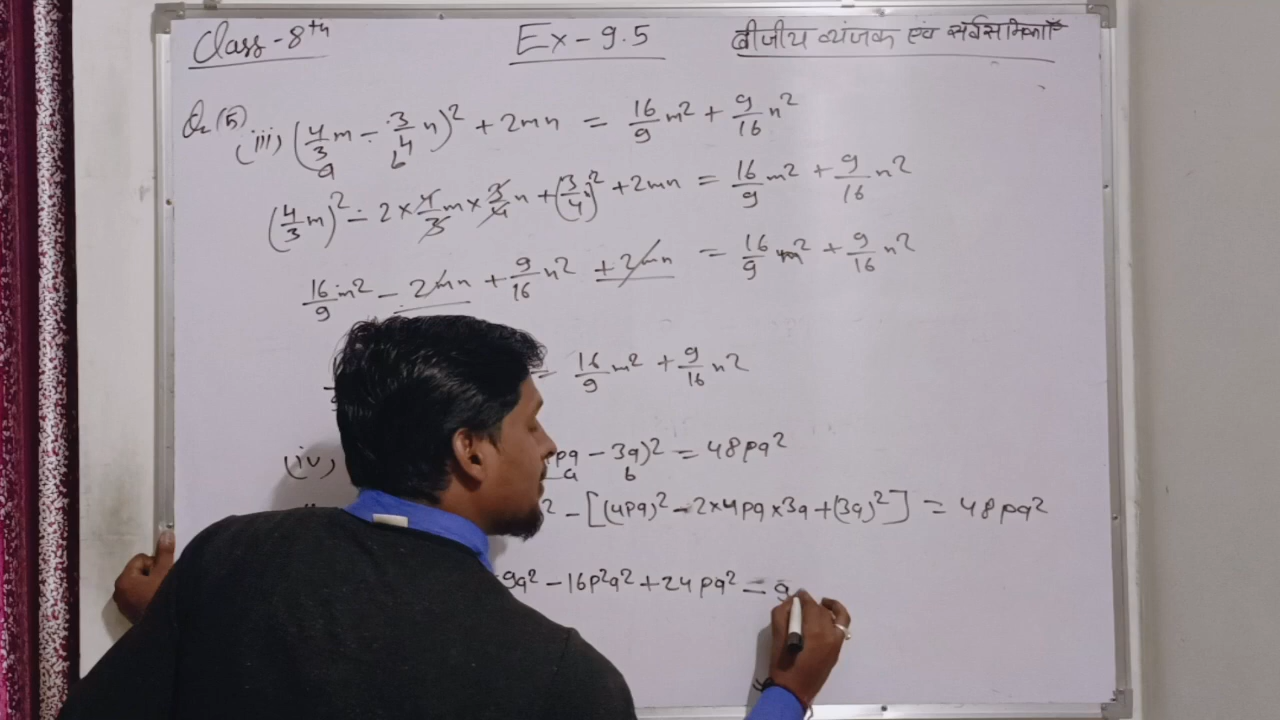 Class-8th Ex-9.5 बीजीय व्यंजक एवं सर्वसमिकाएँ
Q(5)
(iii) (4/3 m - 3/4 n)² + 2mn = 16/9 m² + 9/16 n²
a b
(4/3 m)² - 2×4/3 m×3/4 n + (3/4 n)² + 2mn = 16/9 m² + 9/16 n²
16/9 m² - 2mn + 9/16 n² + 2mn = 16/9 m² + 9/16 n²
= 16/9 m² + 9/16 n²
(iv) pq - 3q)² = 48pq²
a b
² - [(4pq)² - 2×4pq×3q + (3q)²] = 48pq²
9q² - 16p²q² + 24pq² = 9